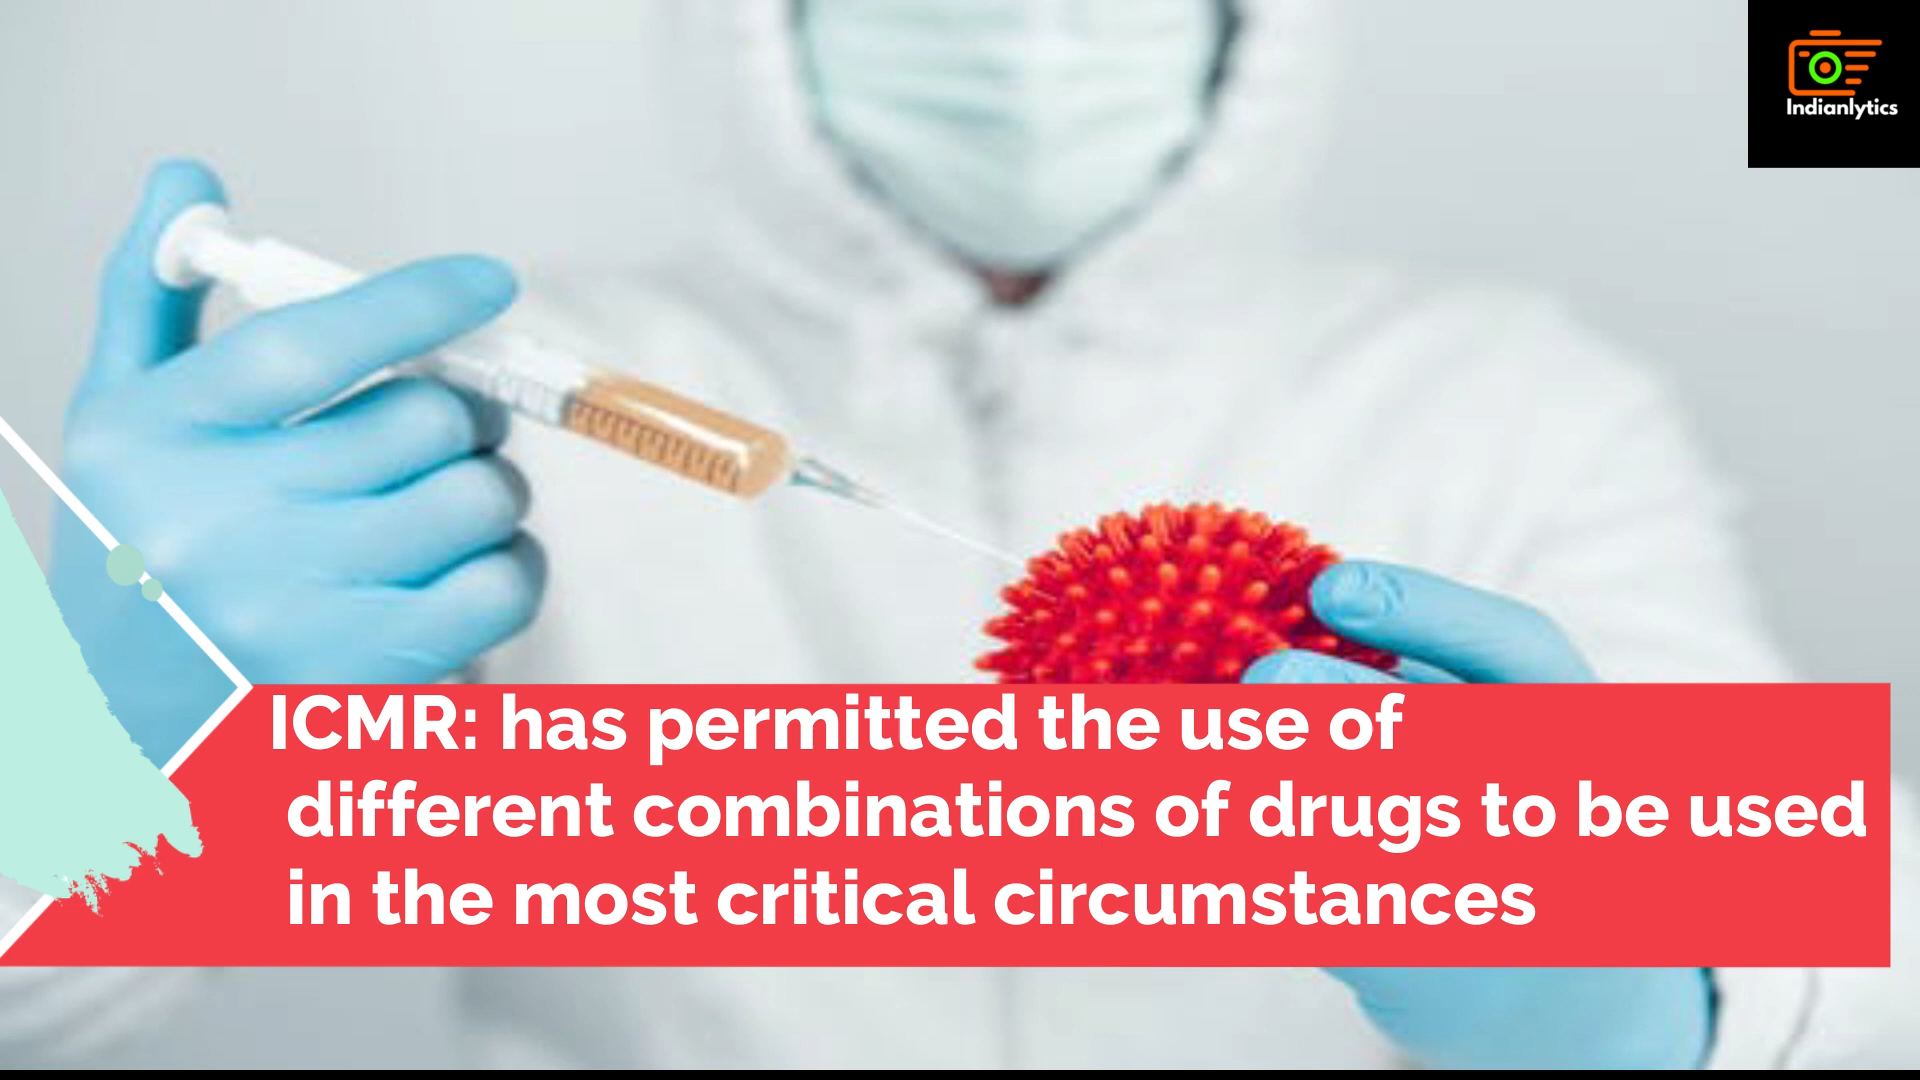 Indianlytics
ICMR: has permitted the use of
different combinations of drugs to be used
in the most critical circumstances